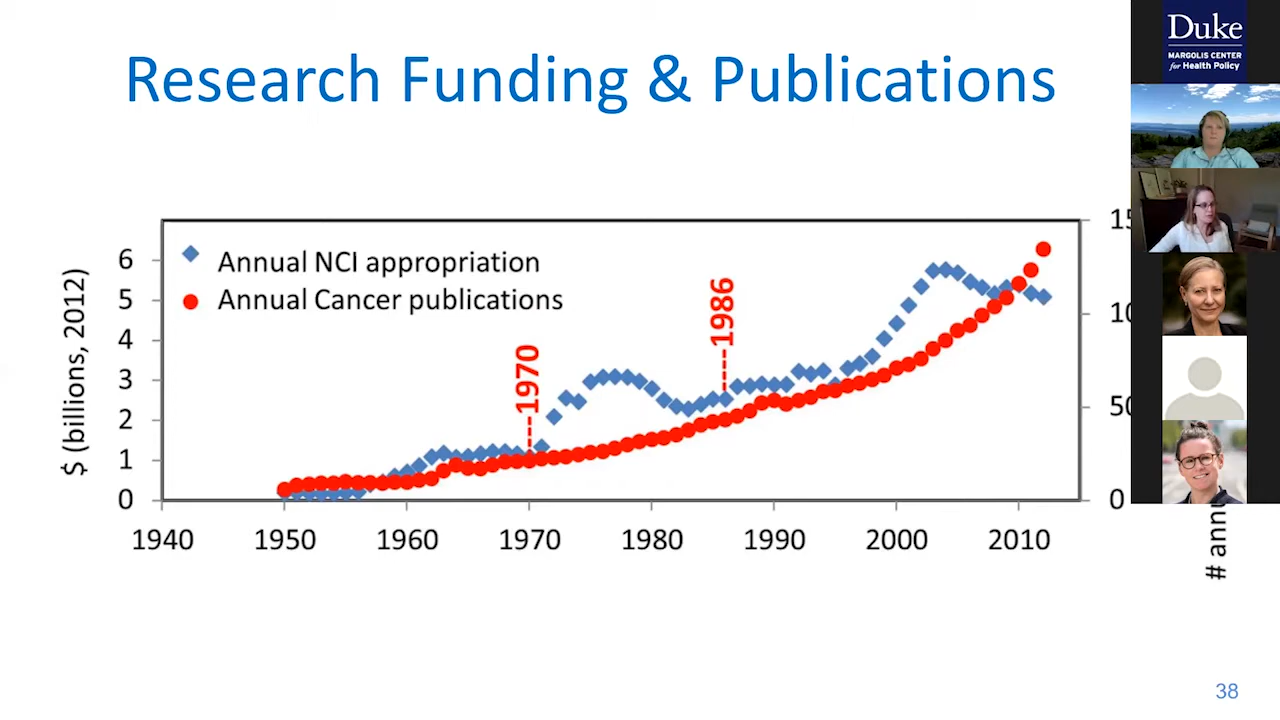 Research Funding & Publications
Duke
MARGOLIS CENTER
for Health Policy
Annual NCI appropriation
Annual Cancer publications
1970
1986
$ (billions, 2012)
6
5
4
3
2
1
0
0
1940
1950
1960
1970
1980
1990
2000
2010
38